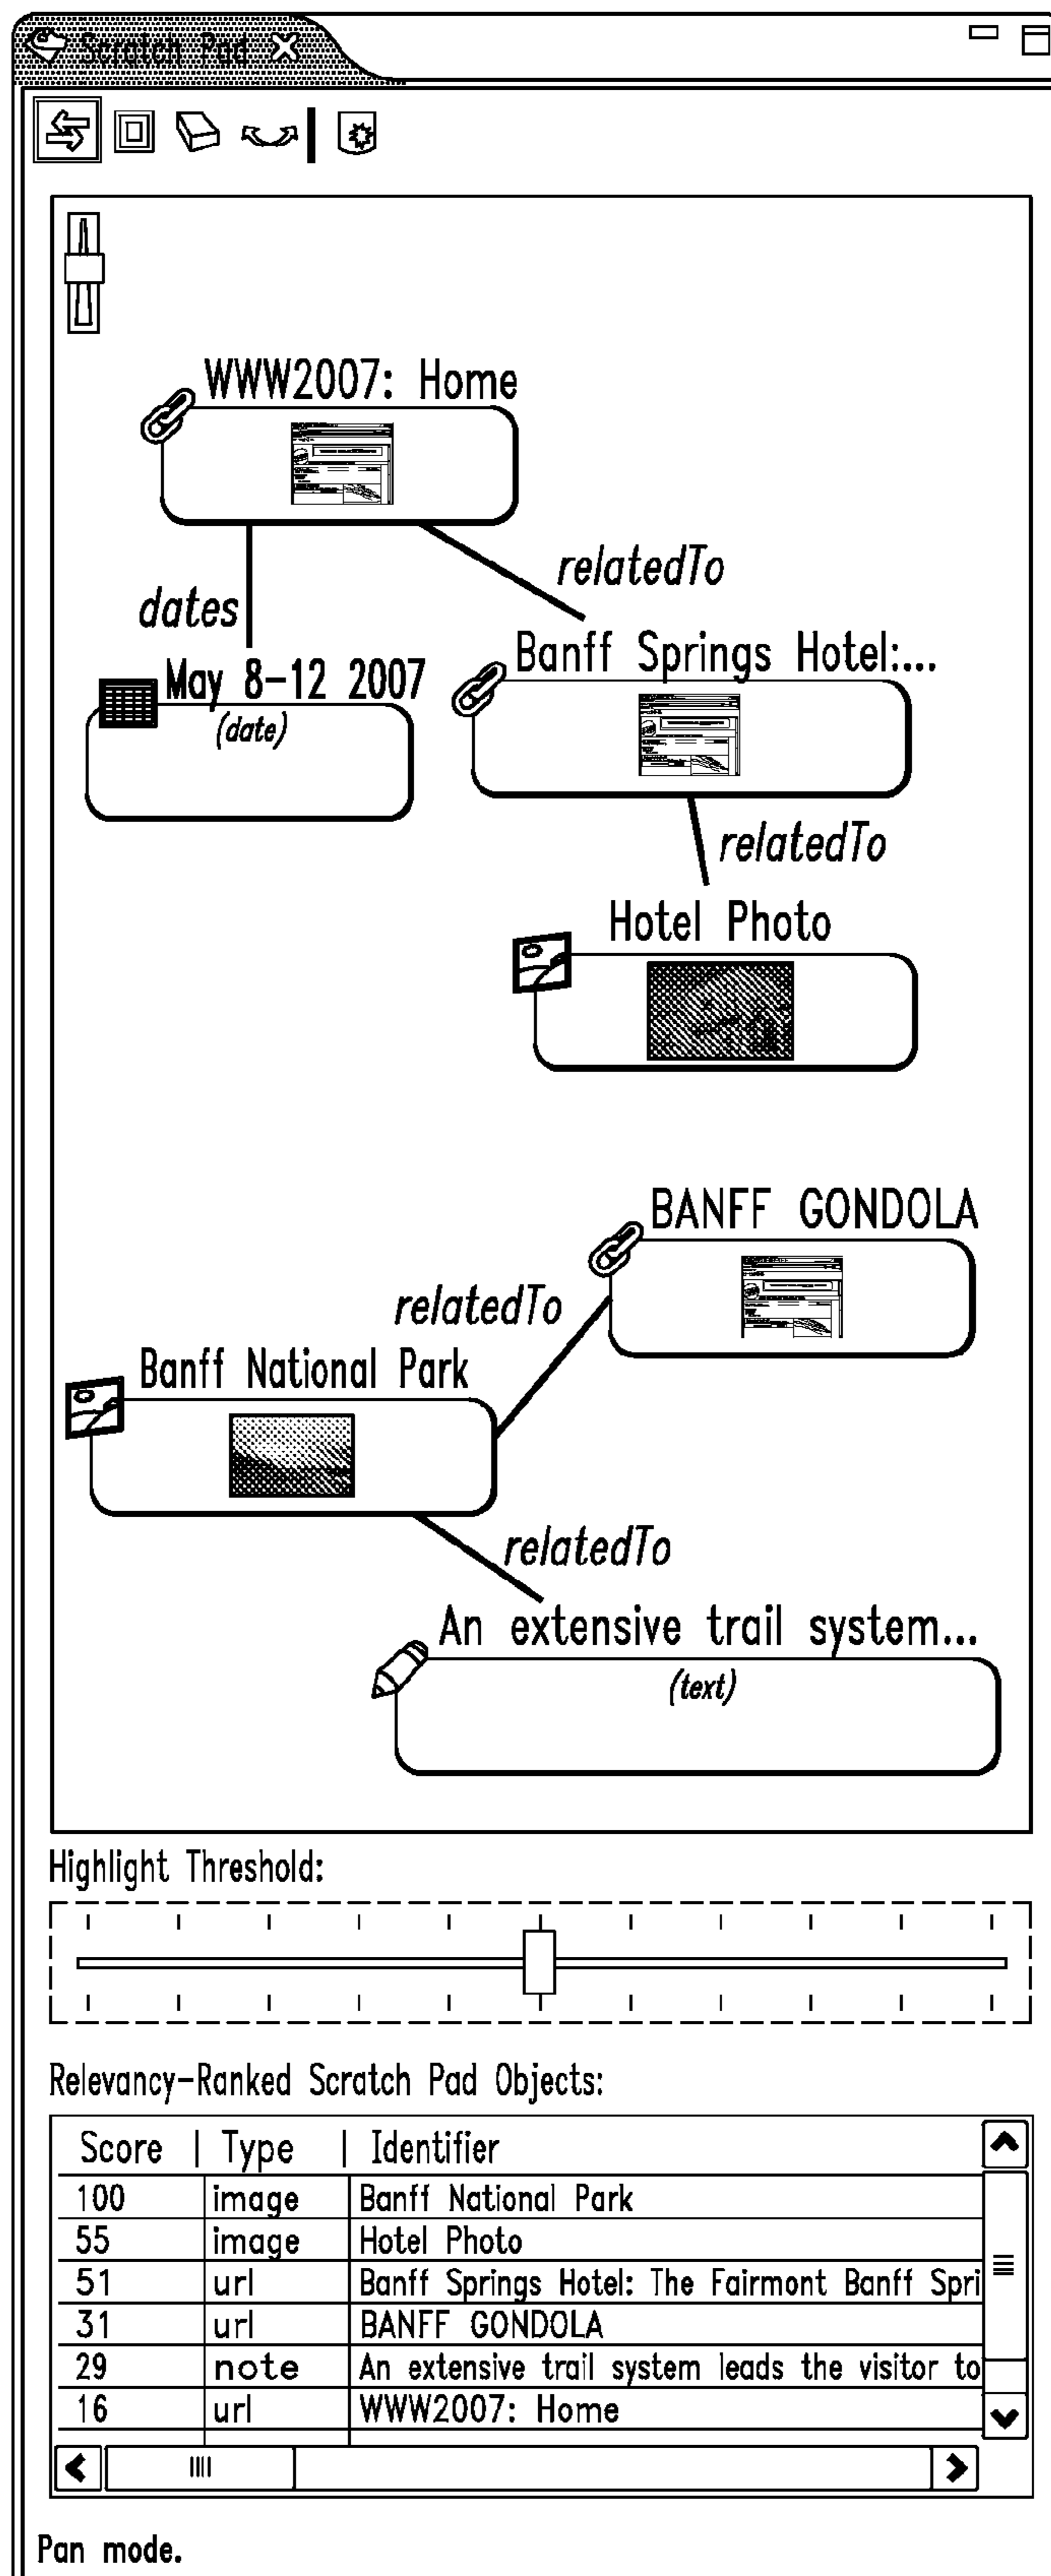 Scratch Pad
WWW2007: Home
relatedTo
dates
Banff Springs Hotel:...
May 8-12 2007
(date)
relatedTo
Hotel Photo
BANFF GONDOLA
relatedTo
Banff National Park
relatedTo
An extensive trail system...
(text)
Highlight Threshold:
Relevancy-Ranked Scratch Pad Objects:
Score | Type | Identifier
100 image Banff National Park
55 image Hotel Photo
51 url Banff Springs Hotel: The Fairmont Banff Spri
31 url BANFF GONDOLA
29 note An extensive trail system leads the visitor to
16 url WWW2007: Home
Pan mode.